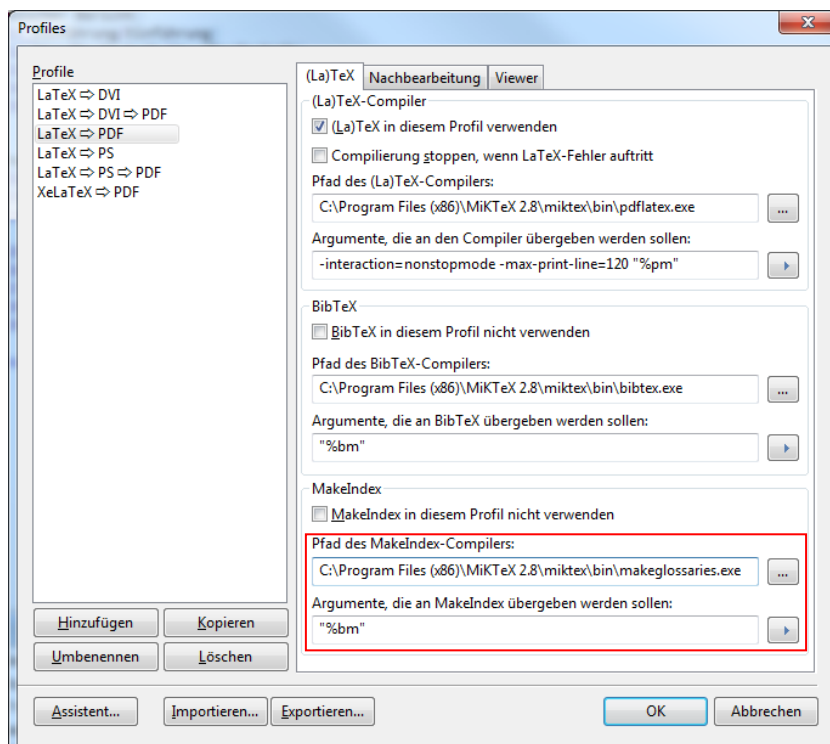 Profiles
Profile
LaTeX ⇨ DVI
LaTeX ⇨ DVI ⇨ PDF
LaTeX ⇨ PDF
LaTeX ⇨ PS
LaTeX ⇨ PS ⇨ PDF
XeLaTeX ⇨ PDF
Hinzufügen Kopieren
Umbenennen Löschen
(La)TeX Nachbearbeitung Viewer
(La)TeX-Compiler
(La)TeX in diesem Profil verwenden
Compilierung stoppen, wenn LaTeX-Fehler auftritt
Pfad des (La)TeX-Compilers:
C:\Program Files (x86)\MiKTeX 2.8\miktex\bin\pdflatex.exe ...
Argumente, die an den Compiler übergeben werden sollen:
-interaction=nonstopmode -max-print-line=120 "%pm"
BibTeX
BibTeX in diesem Profil nicht verwenden
Pfad des BibTeX-Compilers:
C:\Program Files (x86)\MiKTeX 2.8\miktex\bin\bibtex.exe ...
Argumente, die an BibTeX übergeben werden sollen:
"%bm"
MakeIndex
MakeIndex in diesem Profil nicht verwenden
Pfad des MakeIndex-Compilers:
C:\Program Files (x86)\MiKTeX 2.8\miktex\bin\makeglossaries.exe ...
Argumente, die an MakeIndex übergeben werden sollen:
"%bm"
Assistent... Importieren... Exportieren... OK Abbrechen